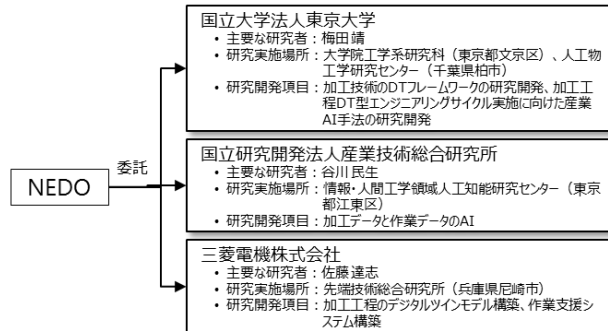 国立大学法人東京大学
• 主要な研究者：梅田 靖
• 研究実施場所：大学院工学系研究科（東京都文京区）、人工物
工学研究センター（千葉県柏市）
• 研究開発項目：加工技術のDTフレームワークの研究開発、加工工
程DT型エンジニアリングサイクル実施に向けた産業
AI手法の研究開発
NEDO
委託
国立研究開発法人産業技術総合研究所
• 主要な研究者：谷川 民生
• 研究実施場所：情報・人間工学領域人工知能研究センター（東京
都江東区）
• 研究開発項目：加工データと作業データのAI
三菱電機株式会社
• 主要な研究者：佐藤 達志
• 研究実施場所：先端技術総合研究所（兵庫県尼崎市）
• 研究開発項目：加工工程のデジタルツインモデル構築、作業支援シ
ステム構築